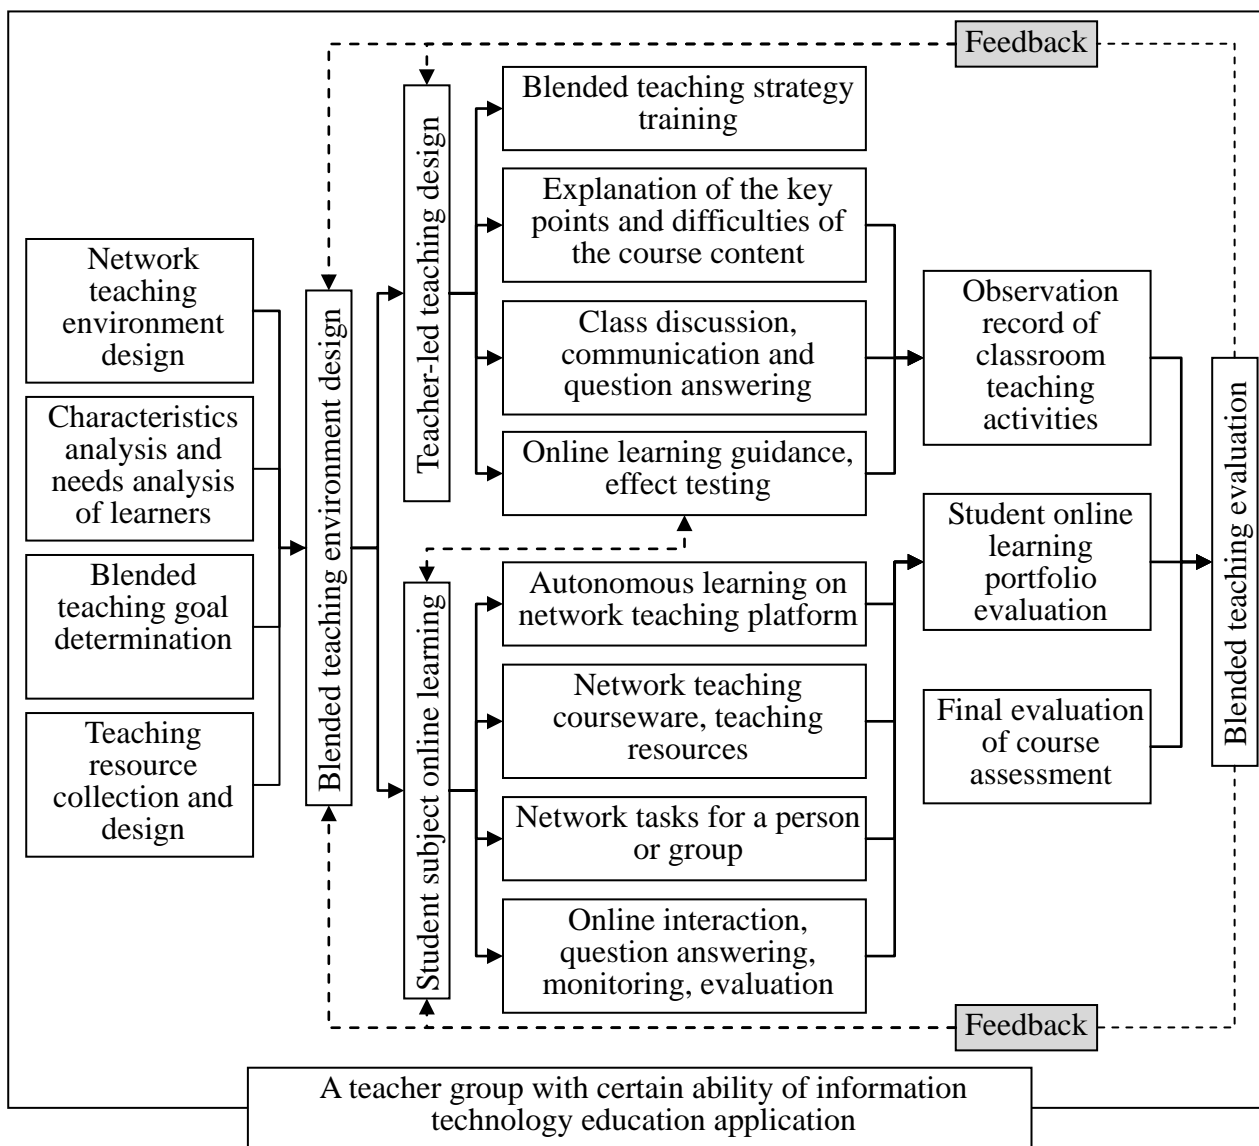 Feedback
Blended teaching strategy
training
Explanation of the key
points and difficulties of
the course content
Class discussion,
communication and
question answering
Online learning guidance,
effect testing
Teacher-led teaching design
Network
teaching
environment
design
Characteristics
analysis and
needs analysis
of learners
Blended
teaching goal
determination
Teaching
resource
collection and
design
Blended teaching environment design
Student subject online learning
Autonomous learning on
network teaching platform
Network teaching
courseware, teaching
resources
Network tasks for a person
or group
Online interaction,
question answering,
monitoring, evaluation
Observation
record of
classroom
teaching
activities
Student online
learning
portfolio
evaluation
Final evaluation
of course
assessment
Blended teaching evaluation
Feedback
A teacher group with certain ability of information
technology education application